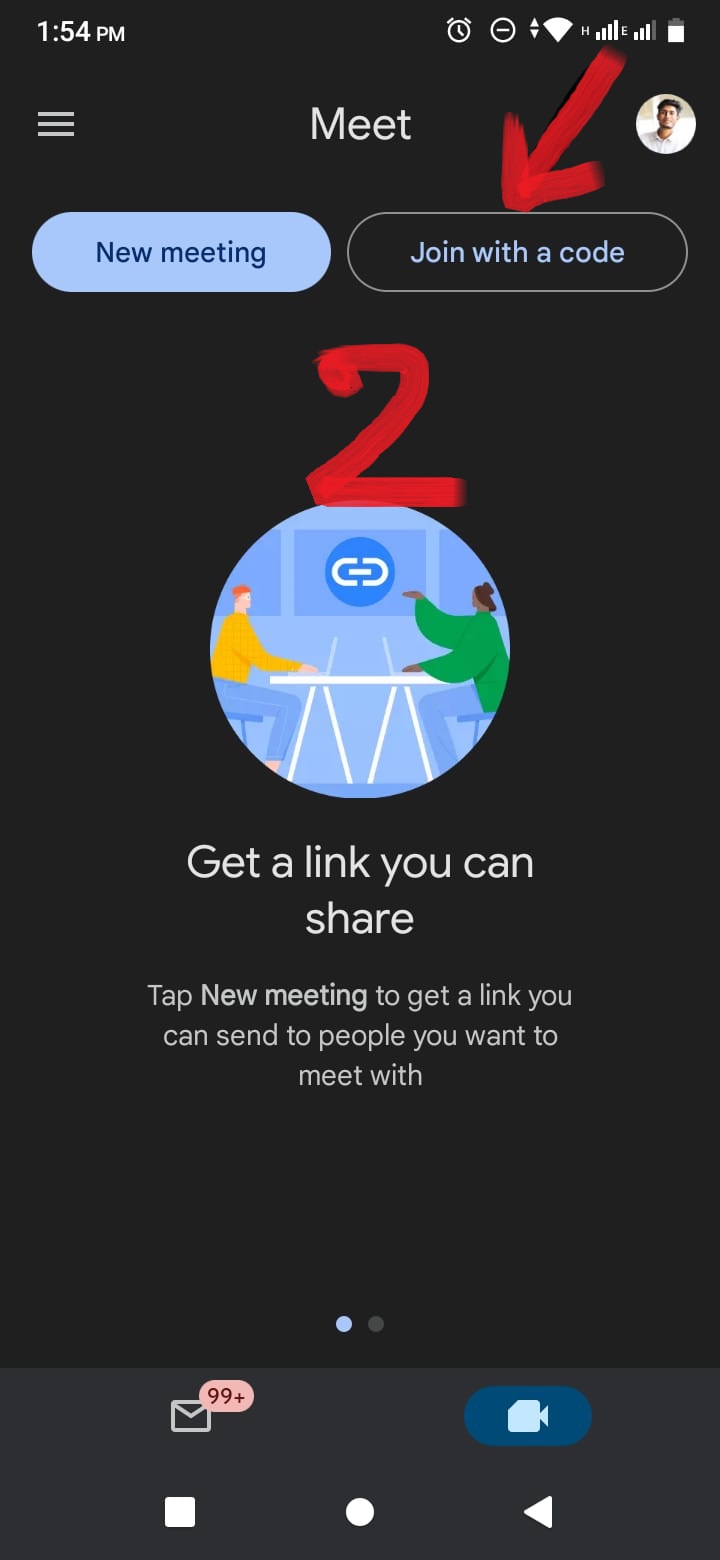 1:54 PM
H E
Meet
New meeting
Join with a code
2
Get a link you can
share
Tap New meeting to get a link you
can send to people you want to
meet with
99+